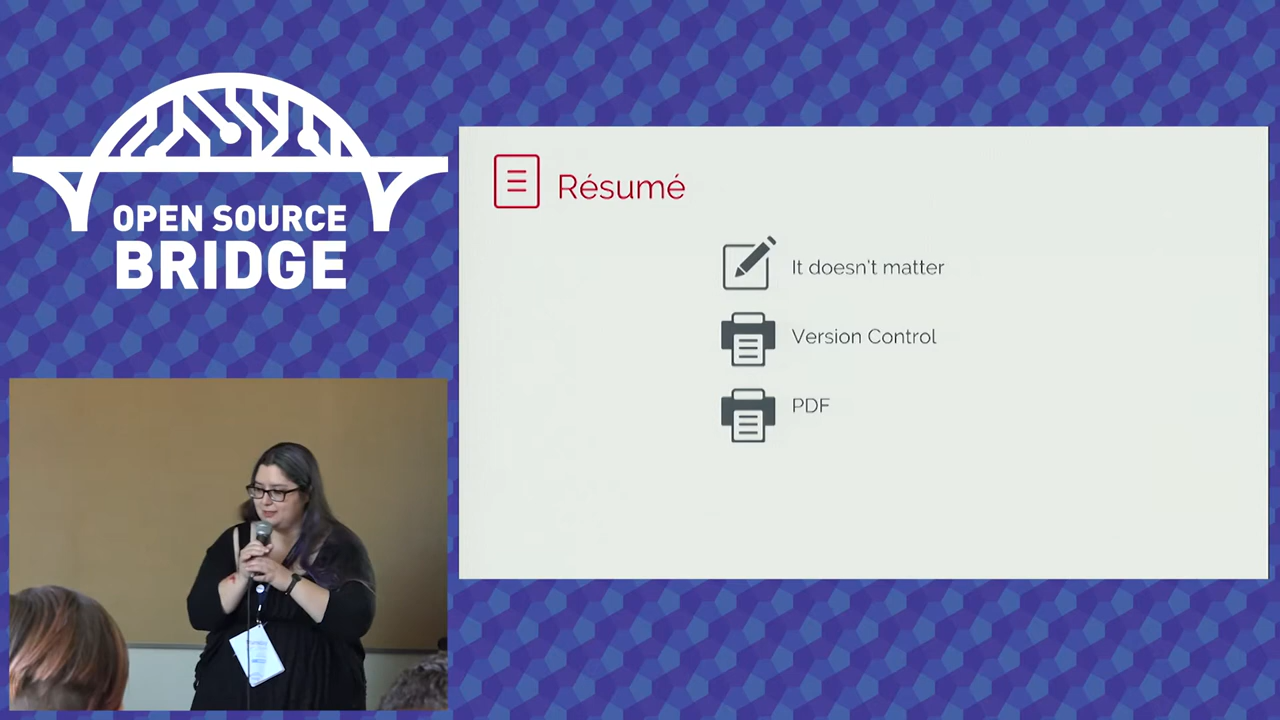 OPEN SOURCE
BRIDGE
Résumé
It doesn't matter
Version Control
PDF